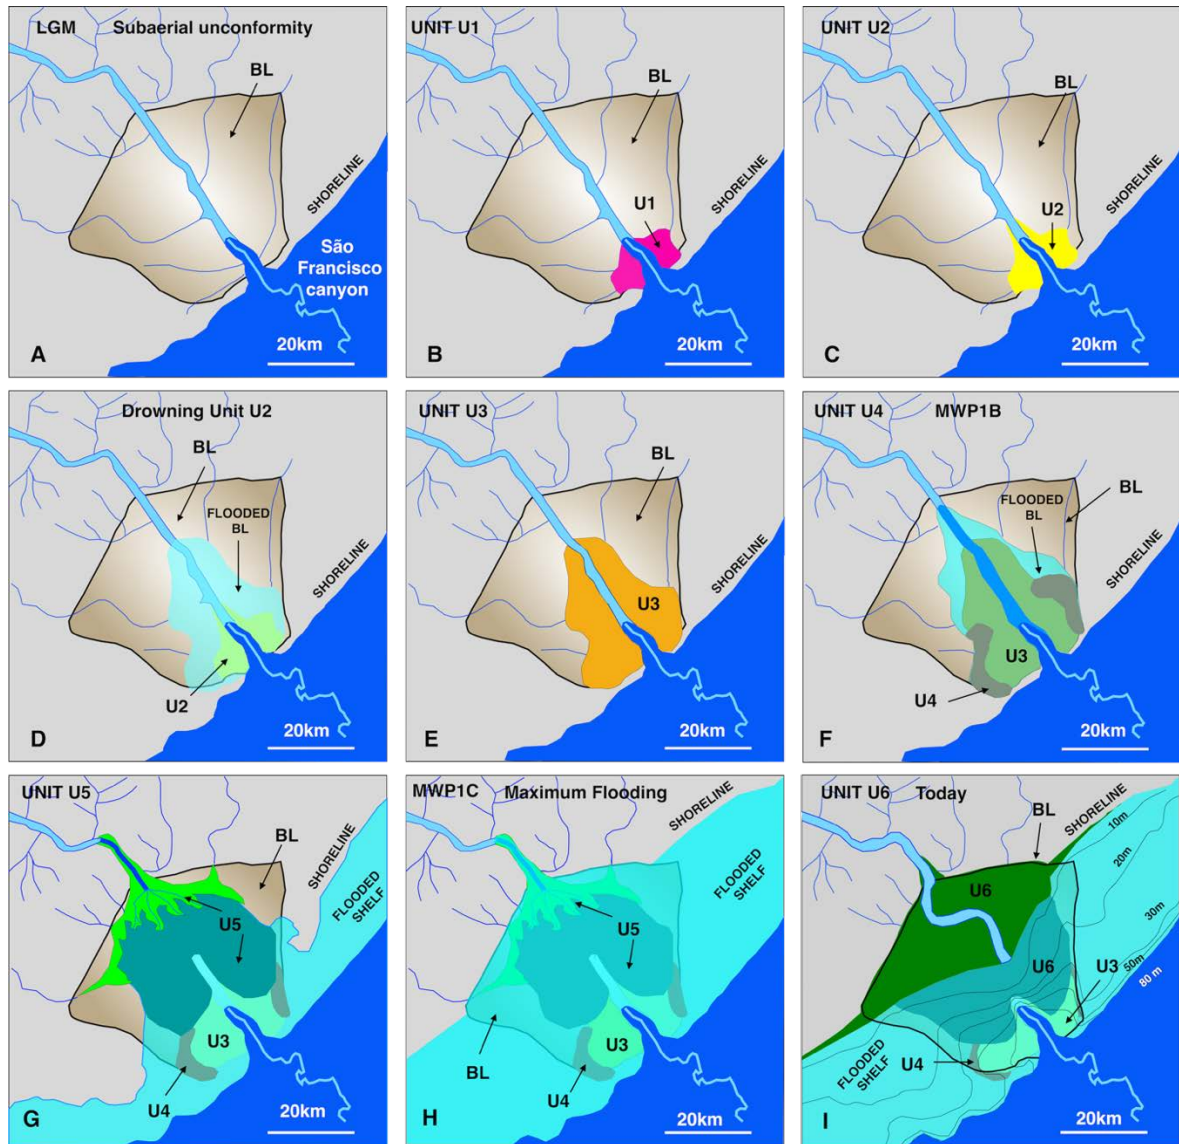 LGM Subaerial unconformity
BL
SHORELINE
São
Francisco
canyon
A
20km
UNIT U1
BL
SHORELINE
U1
B
20km
UNIT U2
BL
SHORELINE
U2
C
20km
Drowning Unit U2
BL
FLOODED
BL
SHORELINE
U2
D
20km
UNIT U3
BL
SHORELINE
U3
E
20km
UNIT U4 MWP1B
BL
FLOODED
BL
SHORELINE
U3
U4
F
20km
UNIT U5
BL
SHORELINE
FLOODED
SHELF
U5
U3
U4
G
20km
MWP1C Maximum Flooding
SHORELINE
FLOODED
SHELF
U5
BL
U3
U4
H
20km
UNIT U6 Today
BL
SHORELINE
10m
20m
30m
50m
80 m
U6
U6
U3
FLOODED
SHELF
U4
I
20km